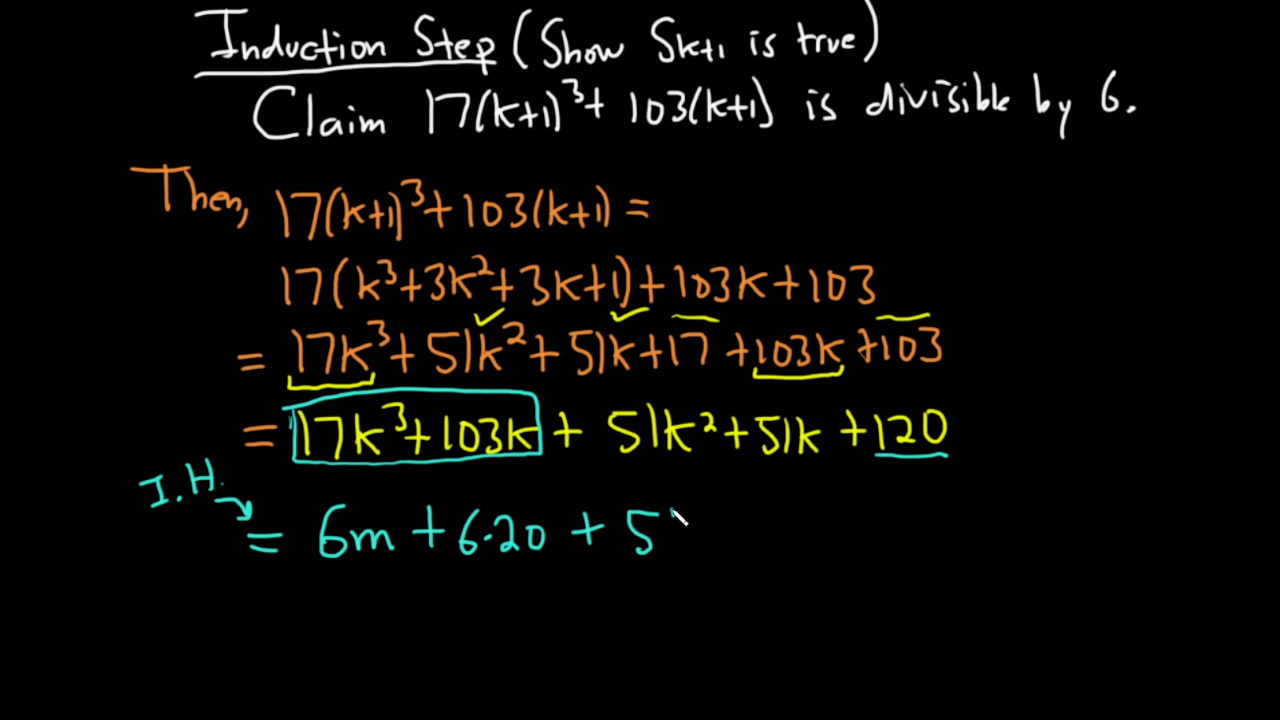 Induction Step (Show Sk+1 is true)
Claim 17(k+1)³ + 103(k+1) is divisible by 6.
Then, 17(k+1)³ + 103(k+1) =
17(k³+3k²+3k+1) + 103k + 103
= 17k³ + 51k² + 51k + 17 + 103k + 103
= 17k³ + 103k + 51k² + 51k + 120
I.H.
= 6m + 6·20 + 5